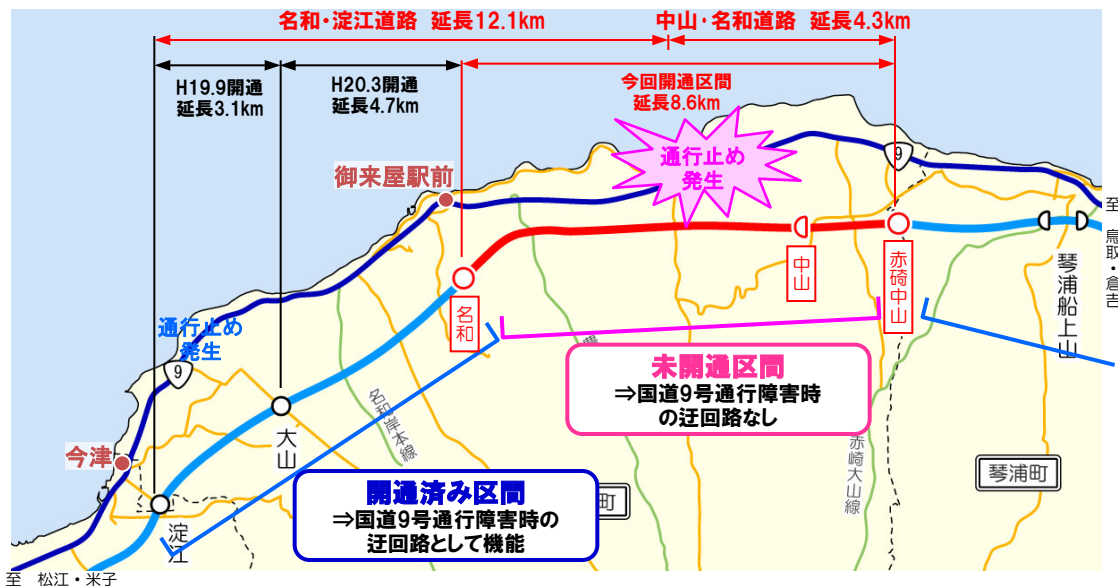 名和・淀江道路 延長12.1km
中山・名和道路 延長4.3km
H19.9開通
延長3.1km
H20.3開通
延長4.7km
今回開通区間
延長8.6km
通行止め
発生
9
御来屋駅前
至 鳥取・倉吉
中山
赤碕中山
琴浦船上山
名和
通行止め
発生
9
未開通区間
⇒国道9号通行障害時
の迂回路なし
名和岸本線
大山
今津
赤崎大山線
琴浦町
開通済み区間
⇒国道9号通行障害時の
迂回路として機能
町
淀江
至 松江・米子